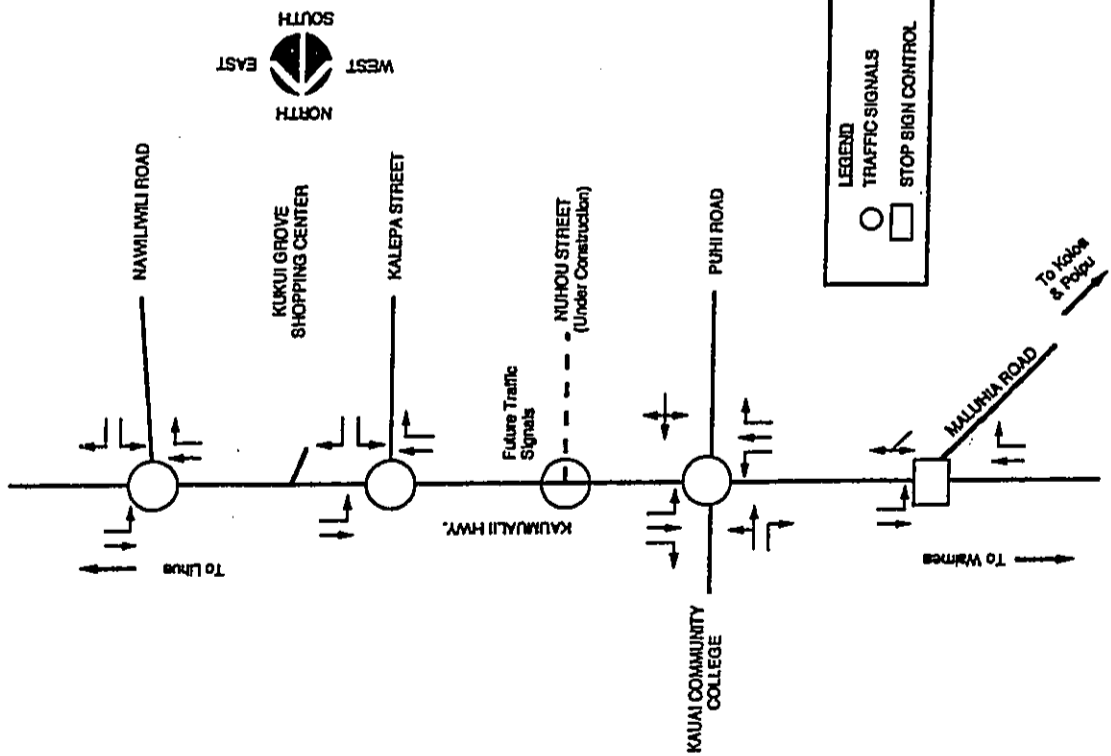 SOUTH
EAST
WEST
NORTH
NAWILIWILI ROAD
KUKUI GROVE
SHOPPING CENTER
KALEPA STREET
NUHOU STREET
(Under Construction)
Future Traffic
Signals
KAUMUALII HWY.
To Lihue
PUHI ROAD
KAUAI COMMUNITY
COLLEGE
MALUHIA ROAD
To Koloa
& Poipu
To Waimea
LEGEND
TRAFFIC SIGNALS
STOP SIGN CONTROL